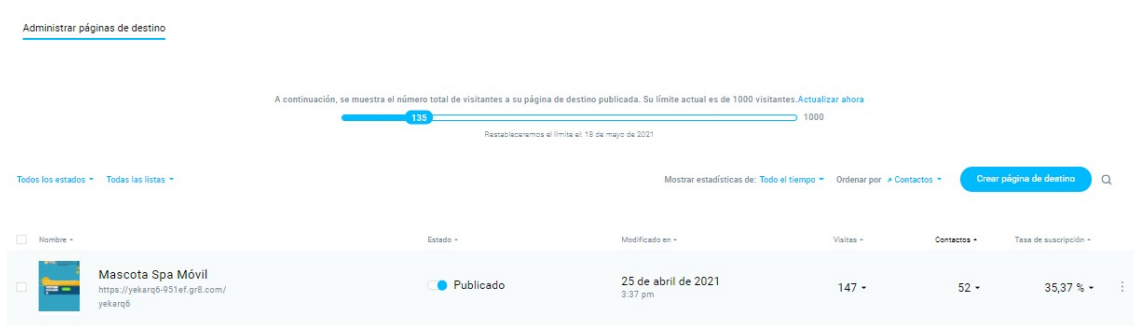 Administrar páginas de destino
A continuación, se muestra el número total de visitantes a su página de destino publicada. Su límite actual es de 1000 visitantes.Actualizar ahora
135
1000
Restableceremos el límite el: 18 de mayo de 2021
Todos los estados Todas las listas Mostrar estadísticas de: Todo el tiempo Ordenar por Contactos Crear página de destino
Nombre Estado Modificado en Visitas Contactos Tasa de suscripción
Mascota Spa Móvil
https://yekarq6-951ef.gr8.com/
yekarq6
Publicado
25 de abril de 2021
3:37 pm
147
52
35,37 %